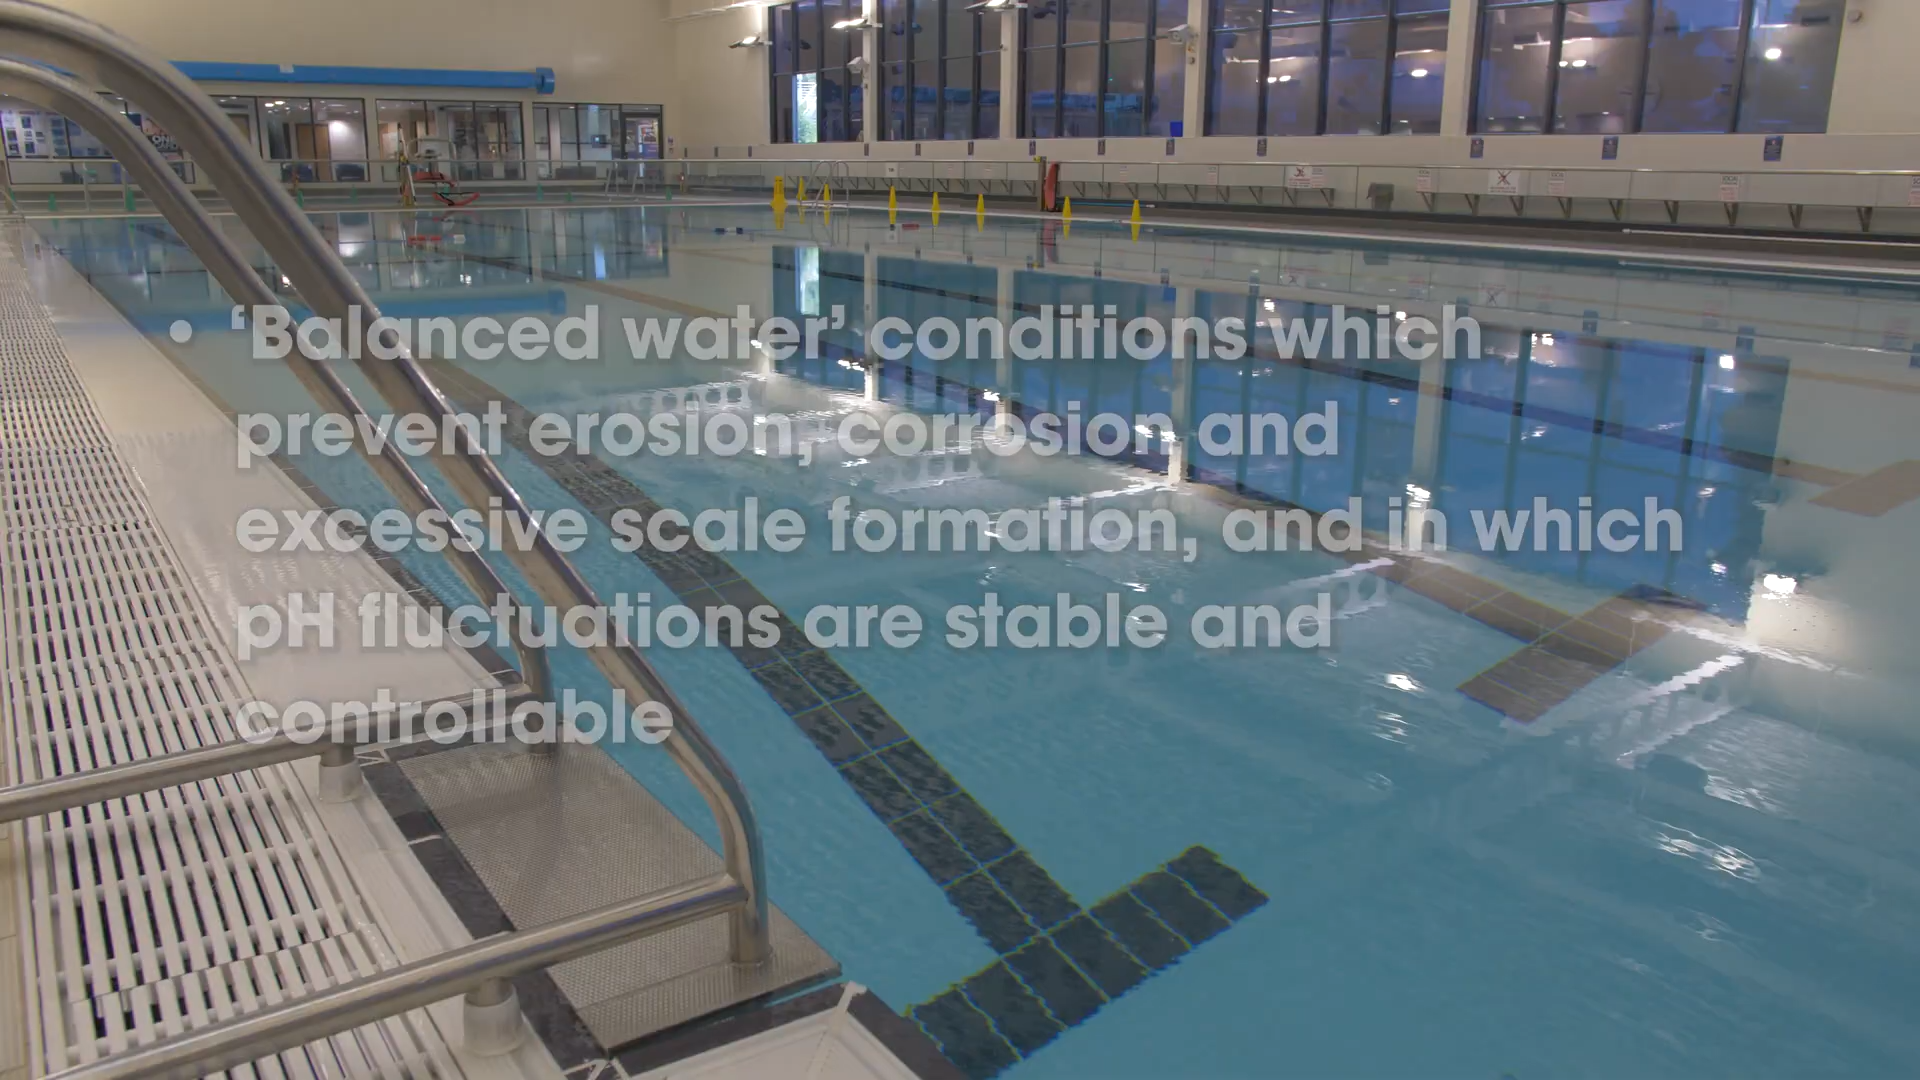 • ‘Balanced water’ conditions which
prevent erosion, corrosion and
excessive scale formation, and in which
pH fluctuations are stable and
controllable